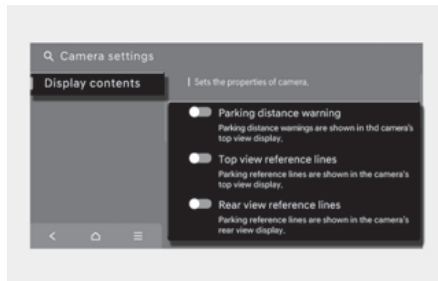 Camera settings
Display contents
Sets the properties of camera.
Parking distance warning
Parking distance warnings are shown in thd camera's
top view display.
Top view reference lines
Parking reference lines are shown in the camera's
top view display.
Rear view reference lines
Parking reference lines are shown in the camera's
rear view display.